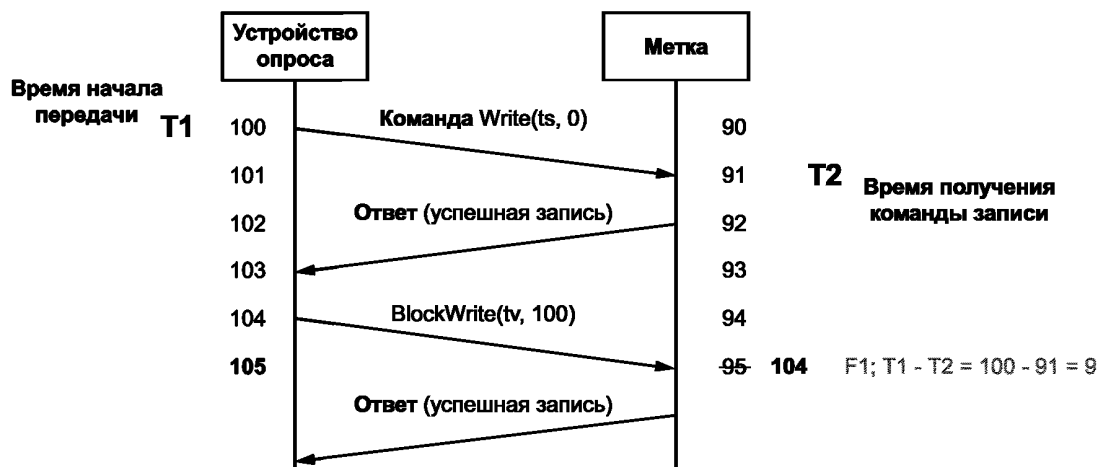 Устройство
опроса
Метка
Время начала
передачи
T1
100
Команда Write(ts, 0)
90
101
91
T2
Время получения
команды записи
Ответ (успешная запись)
102
92
103
93
BlockWrite(tv, 100)
104
94
105
95 104 F1; T1 - T2 = 100 - 91 = 9
Ответ (успешная запись)